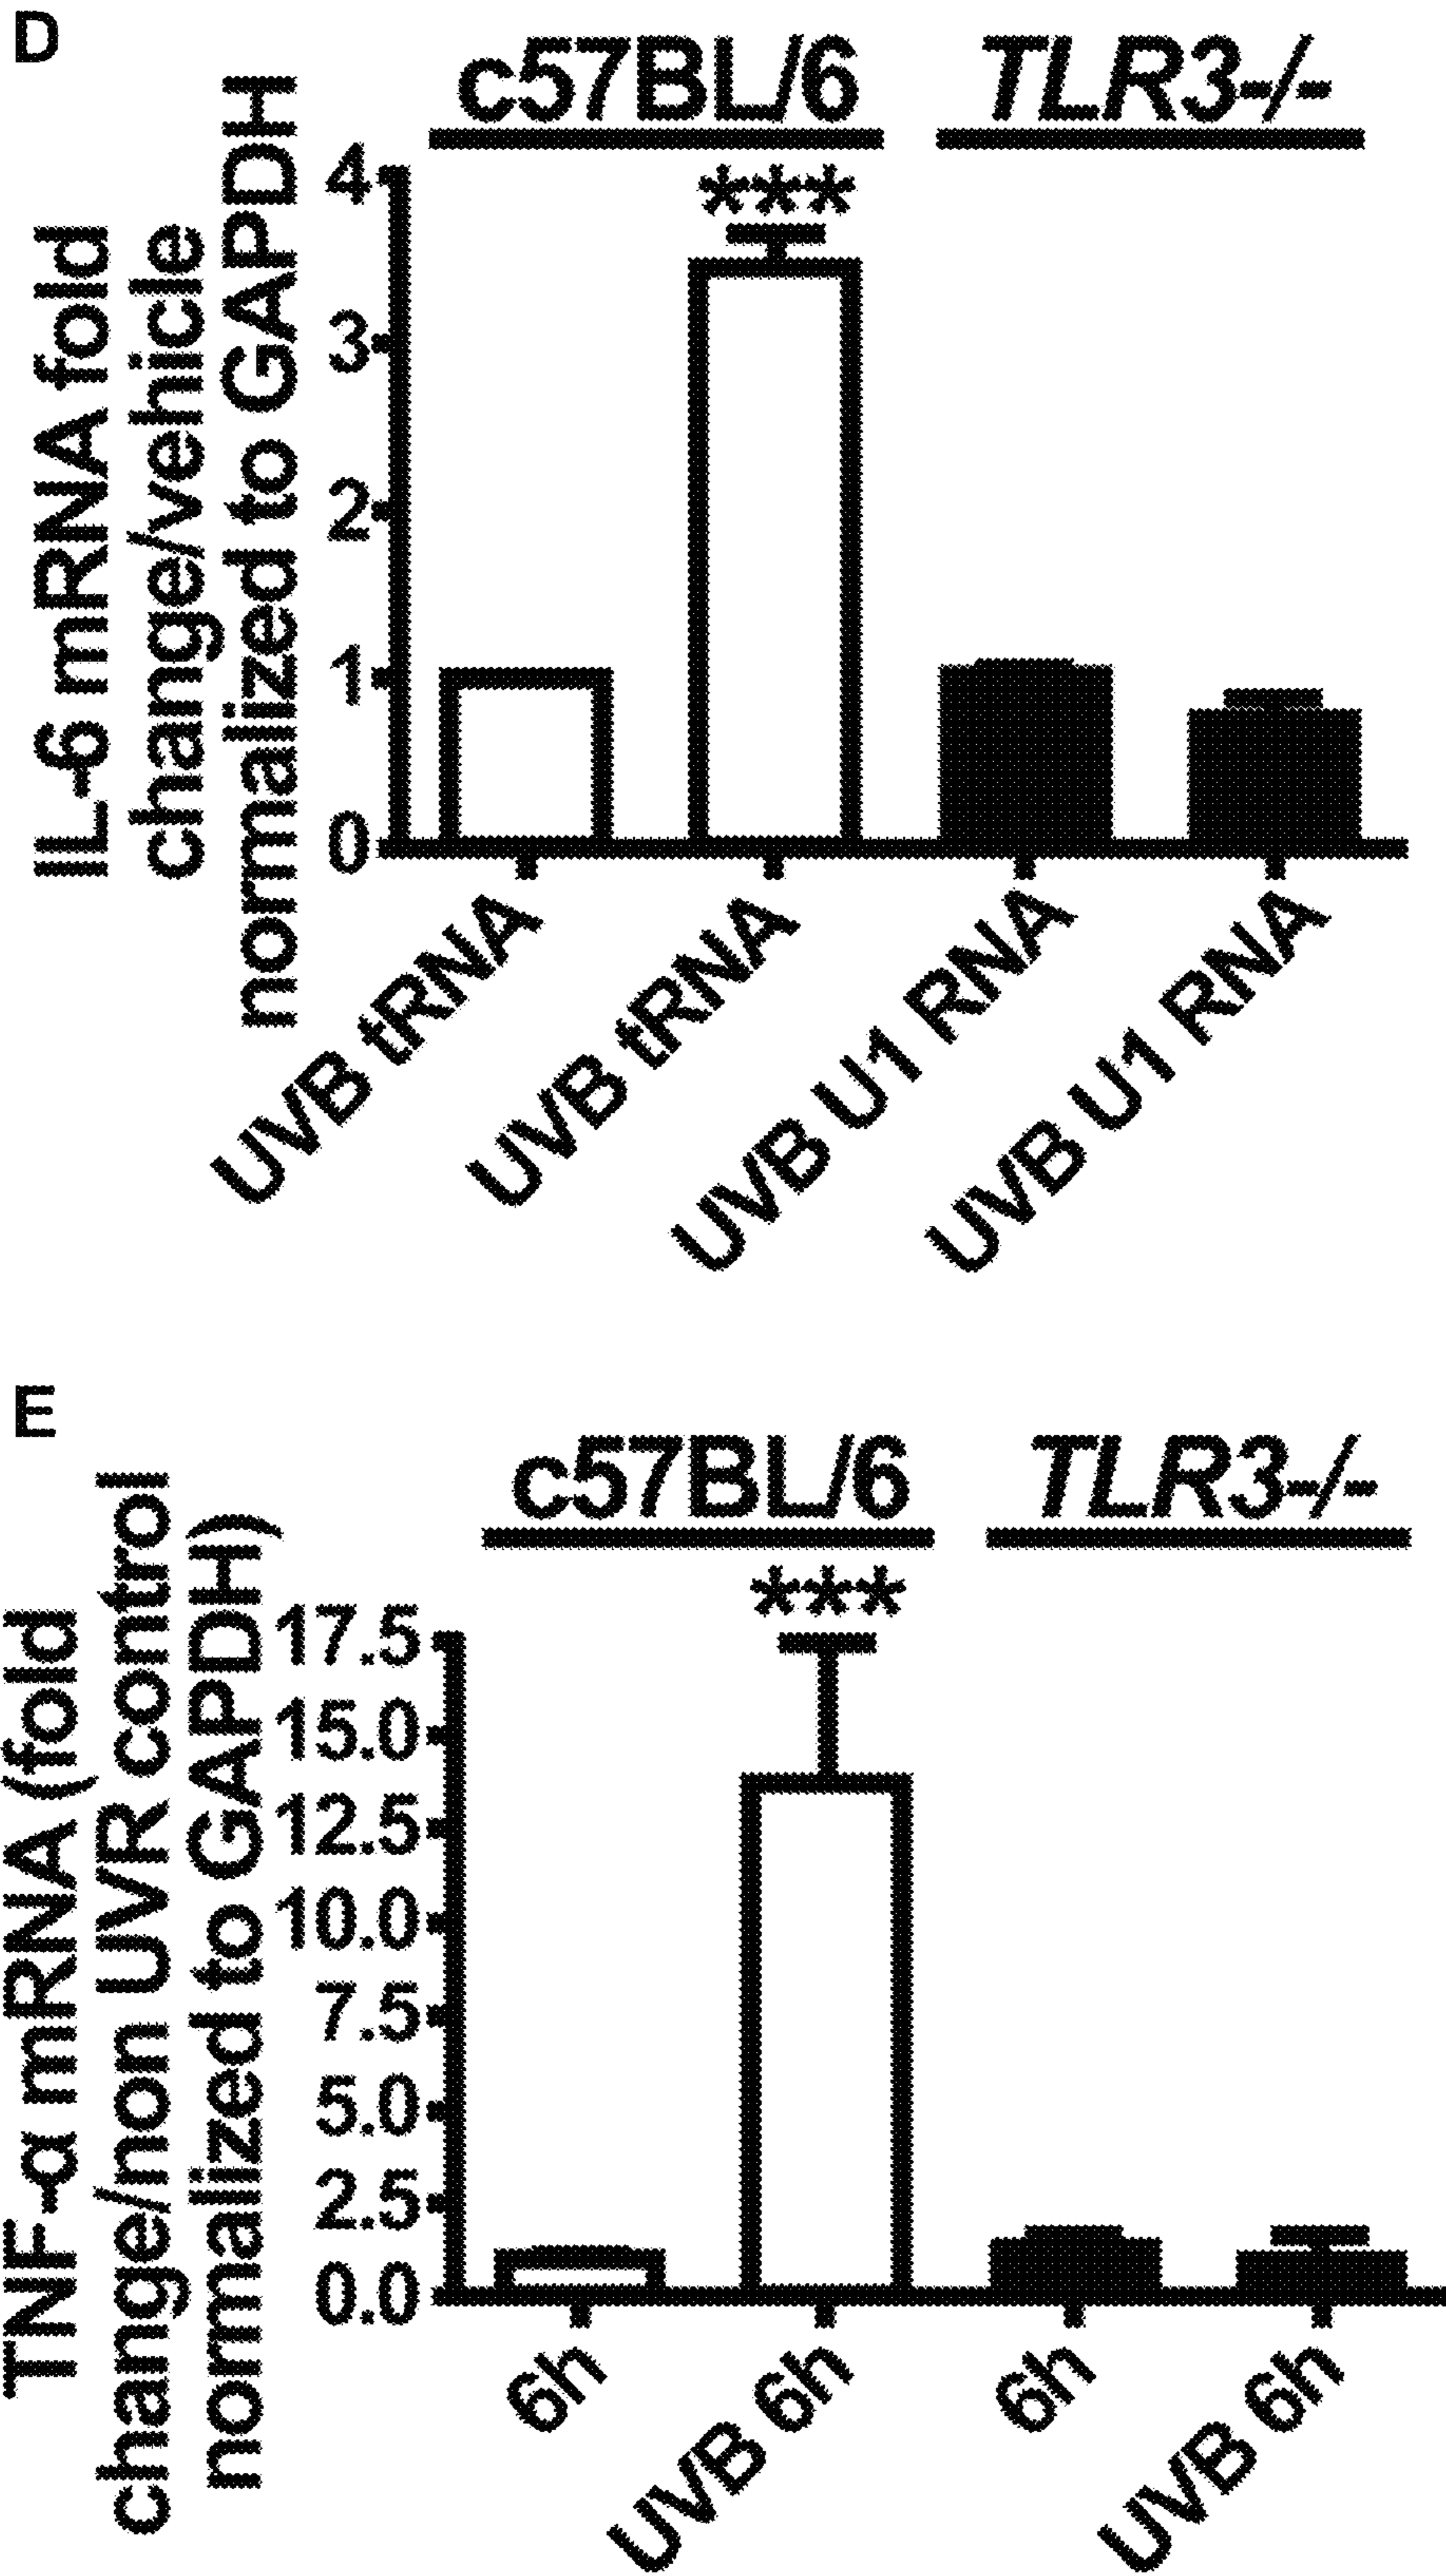 D
c57BL/6 TLR3-/-
IL-6 mRNA fold
change/vehicle
normalized to GAPDH
***
4
3
2
1
0
UVB tRNA
UVB tRNA
UVB U1 RNA
UVB U1 RNA
E
c57BL/6 TLR3-/-
TNF-α mRNA (fold
change/non UVR control
normalized to GAPDH)
***
17.5
15.0
12.5
10.0
7.5
5.0
2.5
0.0
6h
UVB 6h
6h
UVB 6h